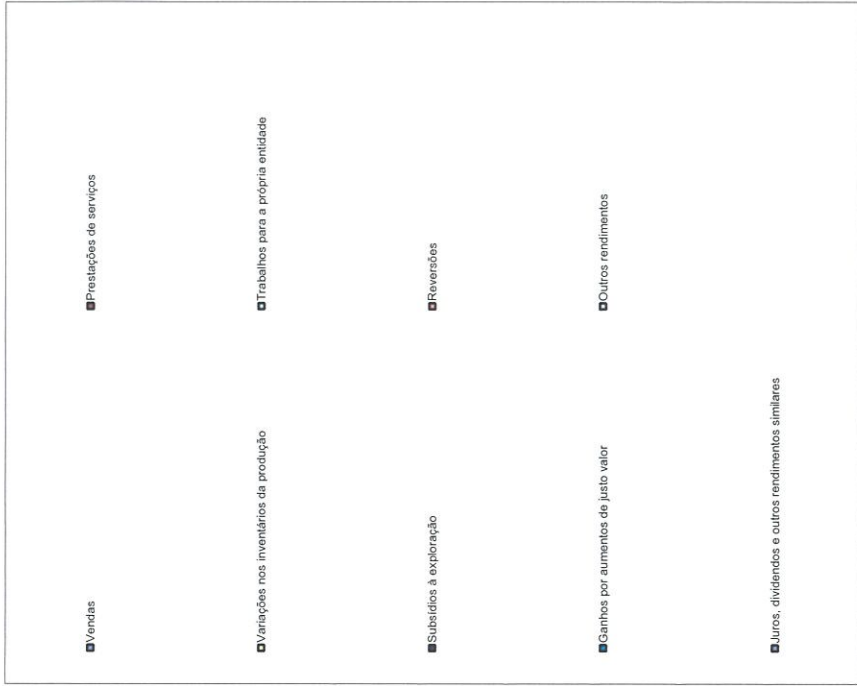 Vendas
Prestações de serviços
Variações nos inventários da produção
Trabalhos para a própria entidade
Subsídios à exploração
Reversões
Ganhos por aumentos de justo valor
Outros rendimentos
Juros, dividendos e outros rendimentos similares